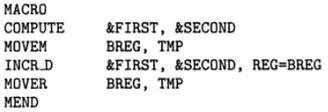 MACRO
COMPUTE &FIRST, &SECOND
MOVEM BREG, TMP
INCR_D &FIRST, &SECOND, REG=BREG
MOVER BREG, TMP
MEND